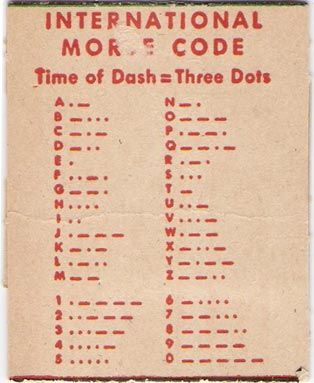 INTERNATIONAL
MORSE CODE
Time of Dash=Three Dots
A . —
B — . . .
C — . — .
D — . .
E .
F . . — .
G — — .
H . . . .
I . .
J . — — —
K — . —
L . — . .
M — —
N — .
O — — —
P . — — .
Q — — . —
R . — .
S . . .
T —
U . . —
V . . . —
W . — —
X — . . —
Y — . — —
Z — — . .
1 . — — — —
2 . . — — —
3 . . . — —
4 . . . . —
5 . . . . .
6 — . . . .
7 — — . . .
8 — — — . .
9 — — — — .
0 — — — — —